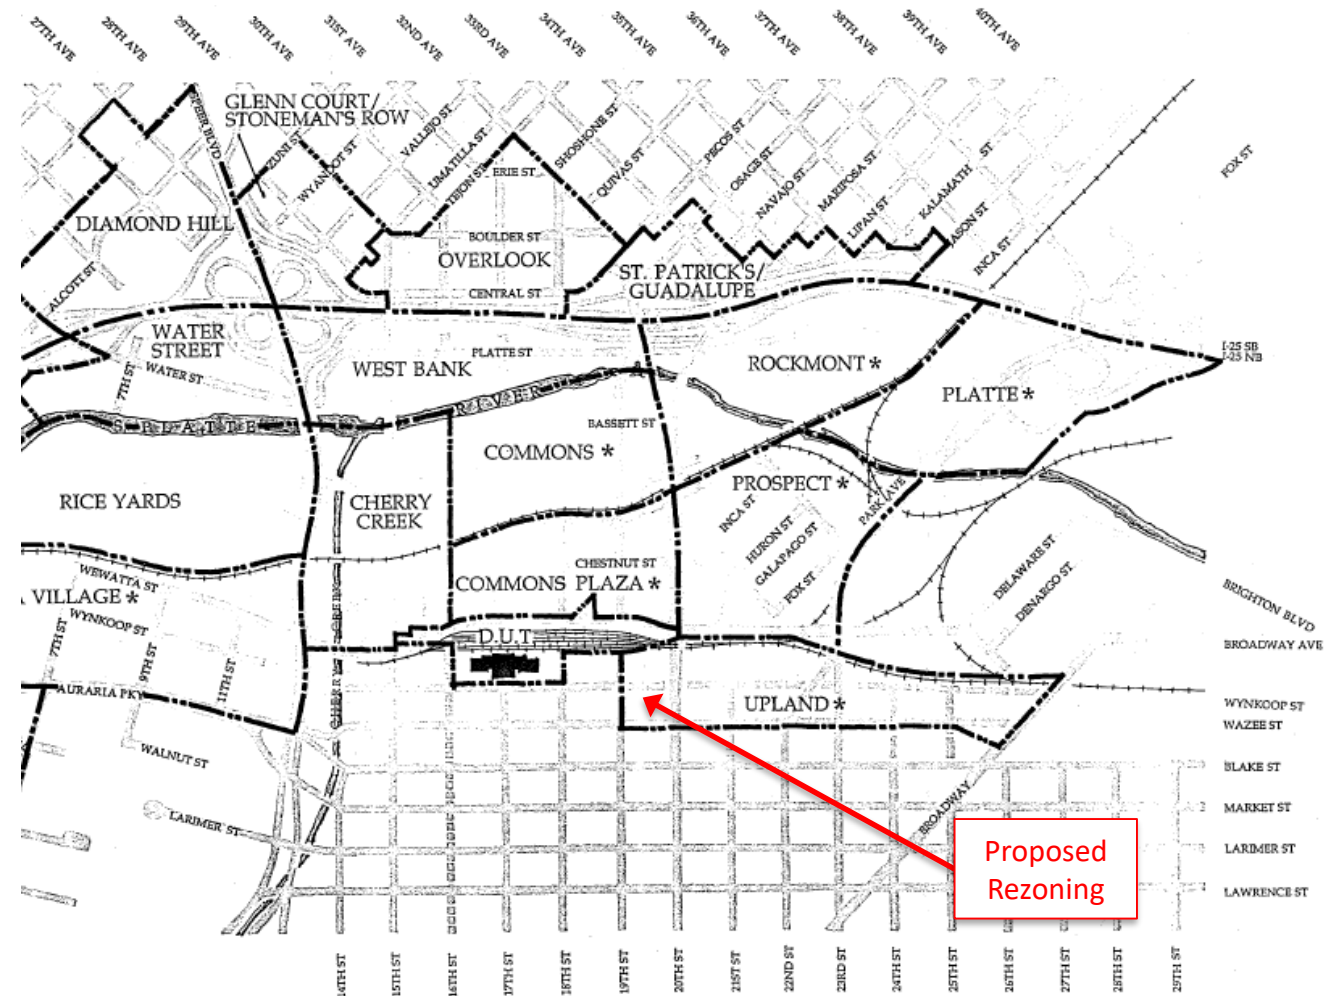 27TH AVE
28TH AVE
29TH AVE
30TH AVE
31ST AVE
32ND AVE
33RD AVE
34TH AVE
35TH AVE
36TH AVE
37TH AVE
38TH AVE
39TH AVE
40TH AVE
SPEER BLVD
GLENN COURT/
STONEMAN'S ROW
ZUNI ST
WYANDOT ST
VALLEJO ST
UMATILLA ST
TEJON ST
ERIE ST
SHOSHONE ST
QUIVAS ST
PECOS ST
OSAGE ST
NAVAJO ST
MARIPOSA ST
LIPAN ST
KALAMATH ST
JASON ST
INCA ST
FOX ST
DIAMOND HILL
BOULDER ST
OVERLOOK
CENTRAL ST
ST. PATRICK'S/
GUADALUPE
ALCOTT ST
WATER
STREET
7TH ST
WATER ST
WEST BANK
PLATTE ST
ROCKMONT *
PLATTE *
I-25 SB
I-25 NB
S. PLATTE
RIVER
BASSETT ST
COMMONS *
PROSPECT *
INCA ST
HURON ST
GALAPAGO ST
FOX ST
PARK AVE
RICE YARDS
CHERRY
CREEK
CHESTNUT ST
COMMONS PLAZA *
DELAWARE ST
DENARGO ST
BRIGHTON BLVD
BROADWAY AVE
WEWATTA ST
VILLAGE *
WYNKOOP ST
7TH ST
9TH ST
11TH ST
AURARIA PKY
D.U.T.
UPLAND *
WYNKOOP ST
WAZEE ST
WALNUT ST
LARIMER ST
BLAKE ST
MARKET ST
LARIMER ST
LAWRENCE ST
BROADWAY
Proposed
Rezoning
14TH ST
15TH ST
16TH ST
17TH ST
18TH ST
19TH ST
20TH ST
21ST ST
22ND ST
23RD ST
24TH ST
25TH ST
26TH ST
27TH ST
28TH ST
29TH ST